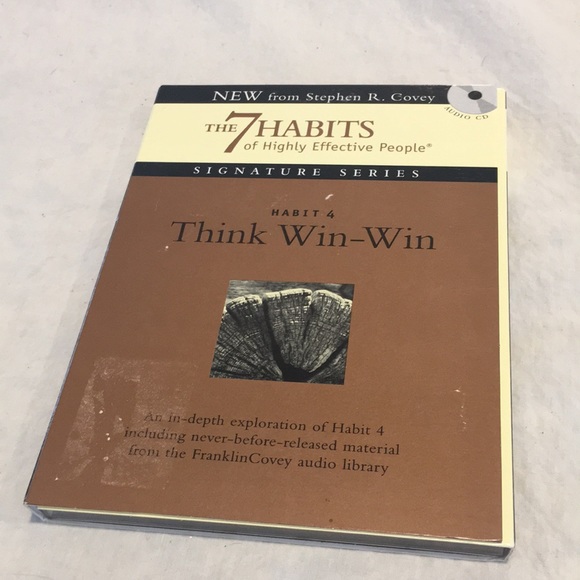 NEW from Stephen R. Covey
AUDIO CD
THE 7 HABITS
of Highly Effective People®
SIGNATURE SERIES
HABIT 4
Think Win-Win
An in-depth exploration of Habit 4
including never-before-released material
from the FranklinCovey audio library